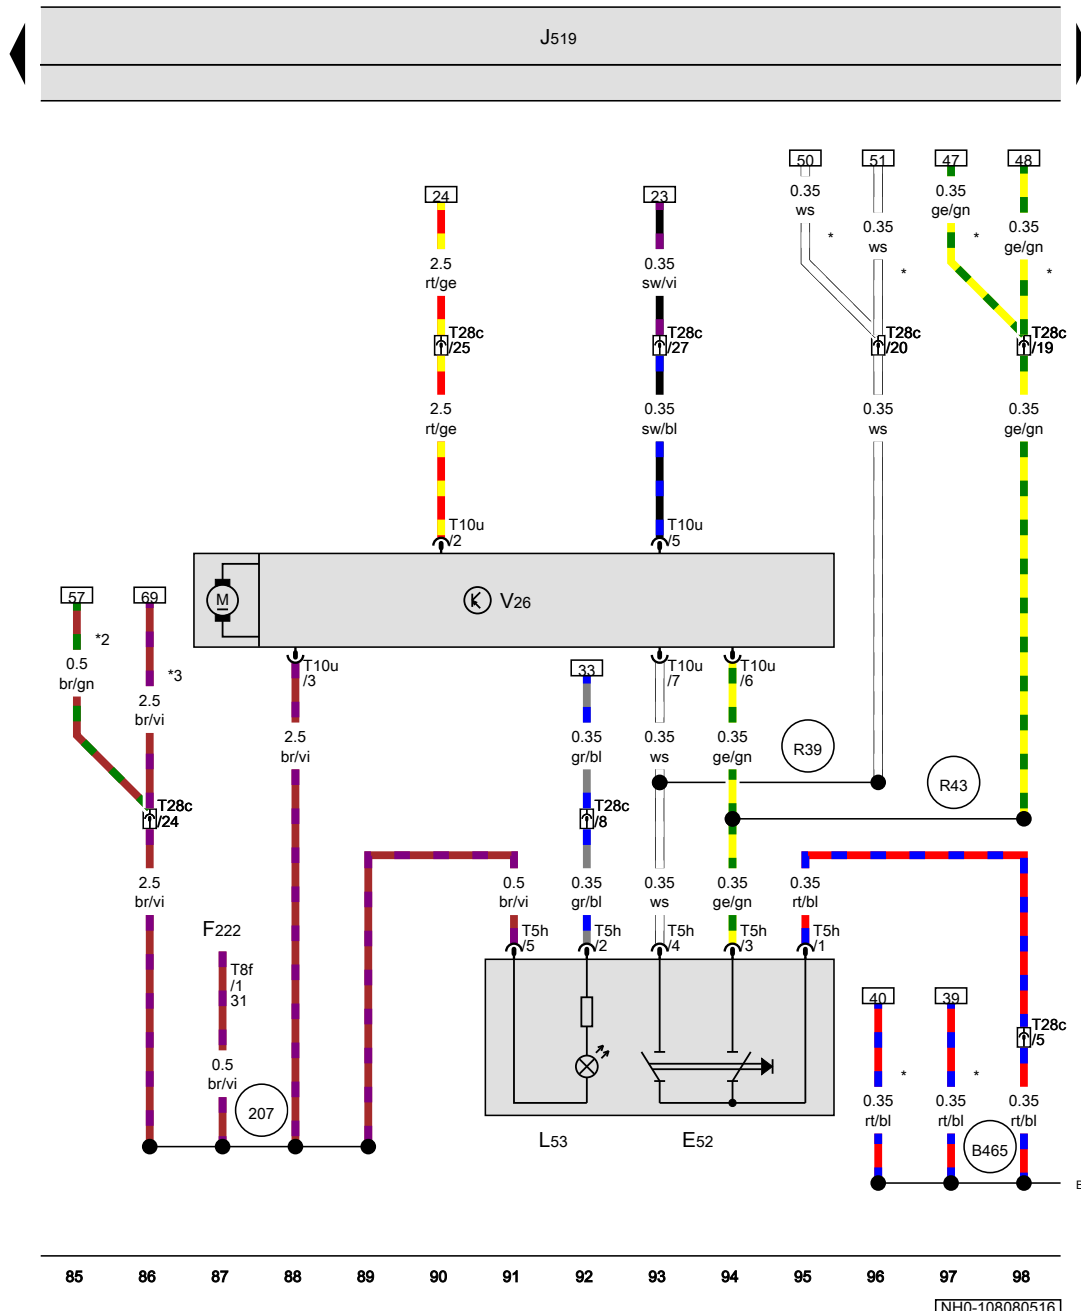 J519
50 51 47 48
0.35 ws
*
0.35 ge/gn
*
24 23
0.35 ws
*
0.35 ge/gn
*
2.5 rt/ge
0.35 sw/vi
T28c /25
T28c /27
T28c /20
T28c /19
2.5 rt/ge
0.35 sw/bl
0.35 ws
0.35 ge/gn
T10u /2
T10u /5
M
V26
57 69
*2
*3
0.5 br/gn
2.5 br/vi
T10u /3
33
T10u /7
T10u /6
2.5 br/vi
0.35 gr/bl
0.35 ws
0.35 ge/gn
R39
R43
T28c /24
T28c /8
2.5 br/vi
0.5 br/vi
0.35 gr/bl
0.35 ws
0.35 ge/gn
0.35 rt/bl
F222
T5h /5
T5h /2
T5h /4
T5h /3
T5h /1
T8f /1 31
40 39
T28c /5
0.5 br/vi
*
*
0.35 rt/bl
0.35 rt/bl
0.35 rt/bl
207
L53
E52
B465
85 86 87 88 89 90 91 92 93 94 95 96 97 98
NH0-108080516